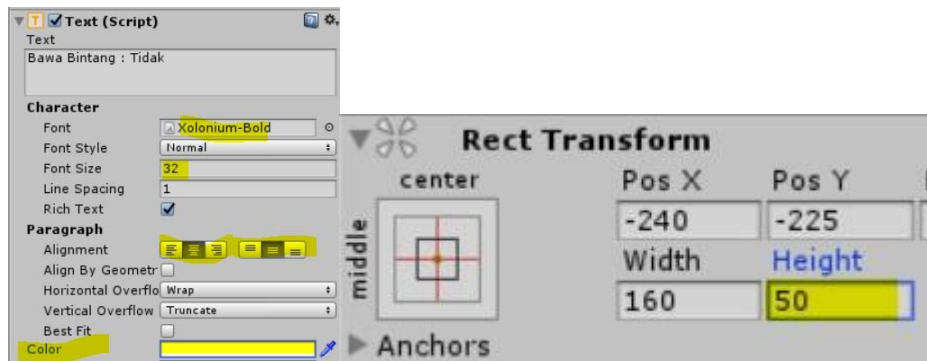 Text (Script)
Text
Bawa Bintang : Tidak
Character
Font Xolonium-Bold
Font Style Normal
Font Size 32
Line Spacing 1
Rich Text
Paragraph
Alignment
Align By Geometr
Horizontal Overflo Wrap
Vertical Overflow Truncate
Best Fit
Color
Rect Transform
center
middle
Pos X Pos Y
-240 -225
Width Height
160 50
Anchors